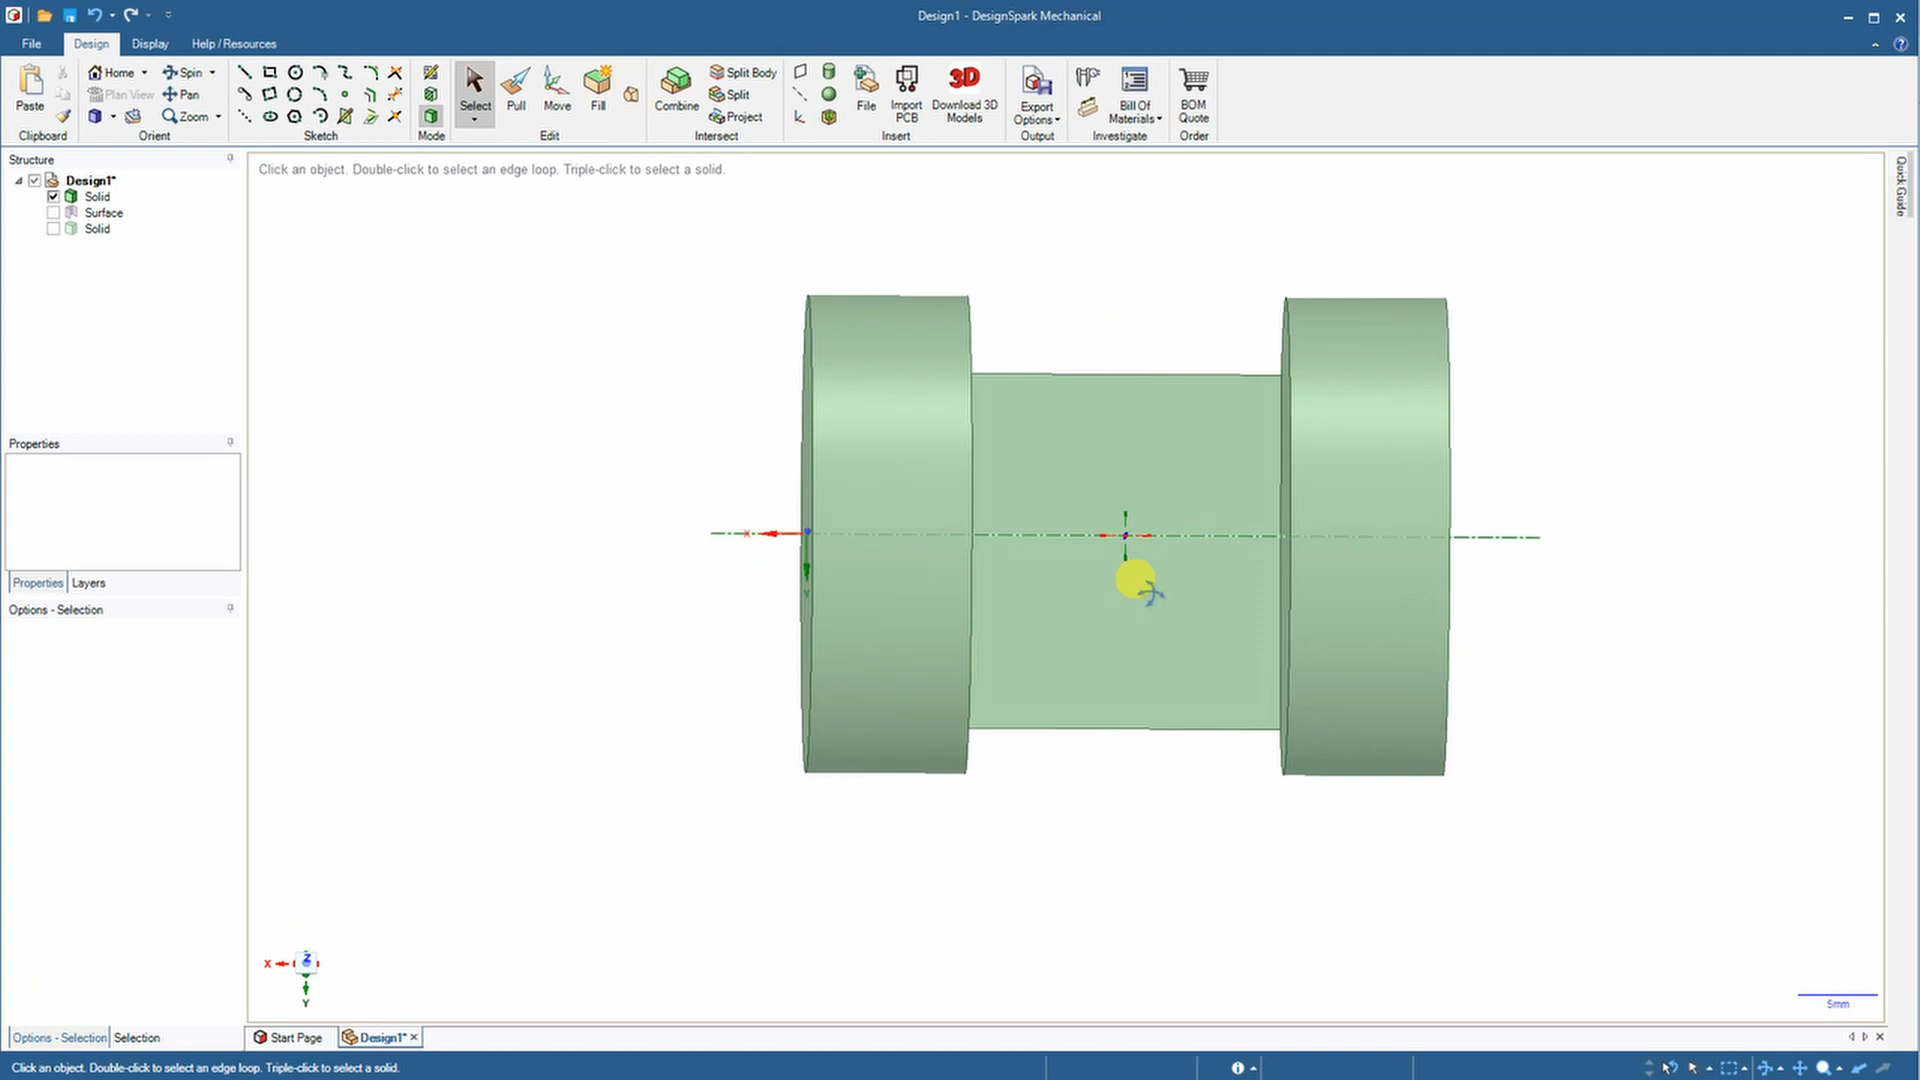 Design1 - DesignSpark Mechanical
File Design Display Help / Resources
Paste
Clipboard
Home Spin
Plan View Pan
Zoom
Orient
Sketch
Mode
Select Pull Move Fill
Edit
Combine
Split Body
Split
Project
Intersect
File
Import PCB
3D
Download 3D Models
Insert
Export Options
Output
Bill Of Materials
Investigate
BOM Quote
Order
Structure
Design1*
Solid
Surface
Solid
Click an object. Double-click to select an edge loop. Triple-click to select a solid.
Quick Guide
Properties
Properties Layers
Options - Selection
X
Y
X
Z
Y
5mm
Options - Selection Selection
Start Page Design1*
Click an object. Double-click to select an edge loop. Triple-click to select a solid.